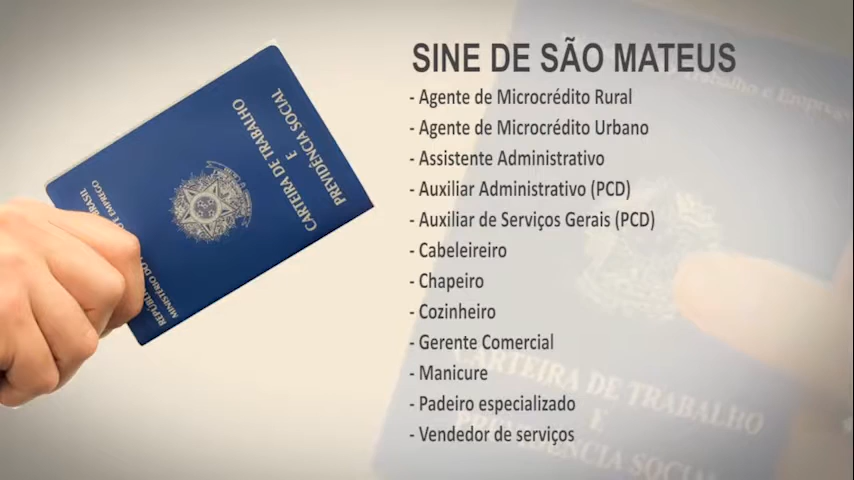 SINE DE SÃO MATEUS
- Agente de Microcrédito Rural
- Agente de Microcrédito Urbano
- Assistente Administrativo
- Auxiliar Administrativo (PCD)
- Auxiliar de Serviços Gerais (PCD)
- Cabeleireiro
- Chapeiro
- Cozinheiro
- Gerente Comercial
- Manicure
- Padeiro especializado
- Vendedor de serviços
CARTEIRA DE TRABALHO
E
PREVIDÊNCIA SOCIAL
CARTEIRA DE TRABALHO
E
PREVIDÊNCIA SOCIAL